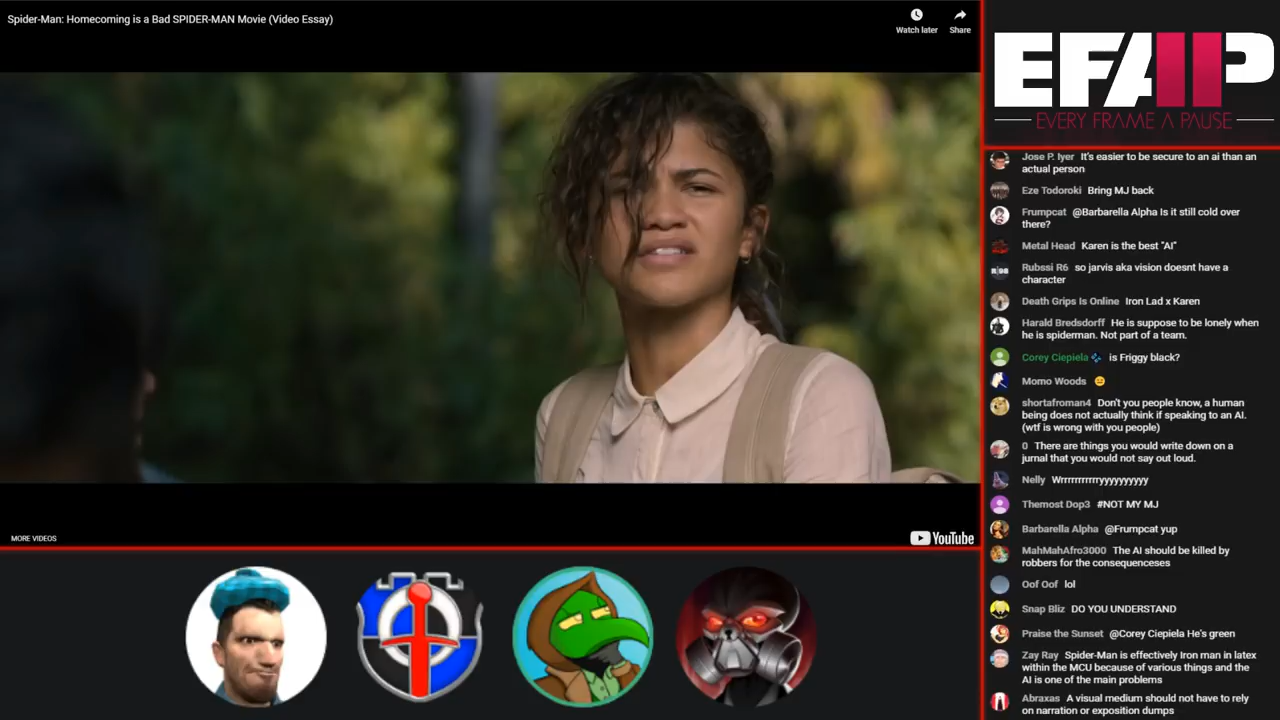 Spider-Man: Homecoming is a Bad SPIDER-MAN Movie (Video Essay)
Watch later
Share
MORE VIDEOS
YouTube
EFAP
EVERY FRAME A PAUSE
Jose P. Iyer It's easier to be secure to an ai than an
actual person
Eze Todoroki Bring MJ back
Frumpcat @Barbarella Alpha Is it still cold over
there?
Metal Head Karen is the best "AI"
Rubssi R6 so jarvis aka vision doesnt have a
character
Death Grips Is Online Iron Lad x Karen
Harald Bredsdorff He is suppose to be lonely when
he is spiderman. Not part of a team.
Corey Ciepiela is Friggy black?
Momo Woods 😐
shortafroman4 Don't you people know, a human
being does not actually think if speaking to an AI.
(wtf is wrong with you people)
0 There are things you would write down on a
jurnal that you would not say out loud.
Nelly Wrrrrrrrrrryyyyyyyyyy
Themost Dop3 #NOT MY MJ
Barbarella Alpha @Frumpcat yup
MahMahAfro3000 The AI should be killed by
robbers for the consequenceses
Oof Oof lol
Snap Bliz DO YOU UNDERSTAND
Praise the Sunset @Corey Ciepiela He's green
Zay Ray Spider-Man is effectively Iron man in latex
within the MCU because of various things and the
AI is one of the main problems
Abraxas A visual medium should not have to rely
on narration or exposition dumps